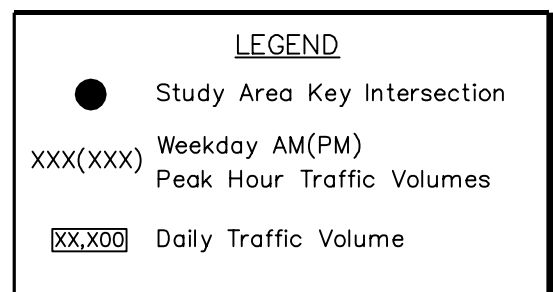 LEGEND
Study Area Key Intersection
XXX(XXX) Weekday AM(PM)
Peak Hour Traffic Volumes
XX,X00 Daily Traffic Volume